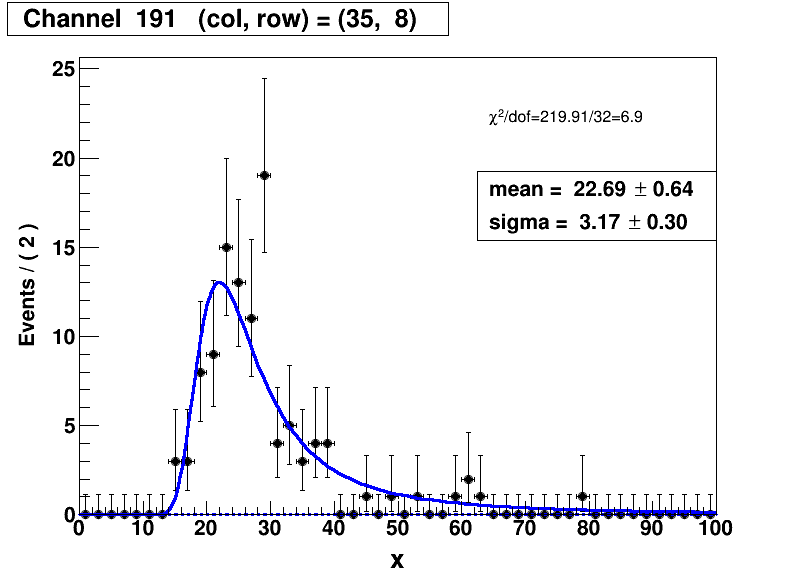 Channel 191 (col, row) = (35, 8)
χ²/dof=219.91/32=6.9
mean = 22.69 ± 0.64
sigma = 3.17 ± 0.30
Events / ( 2 )
25
20
15
10
5
0
0 10 20 30 40 50 60 70 80 90 100
x